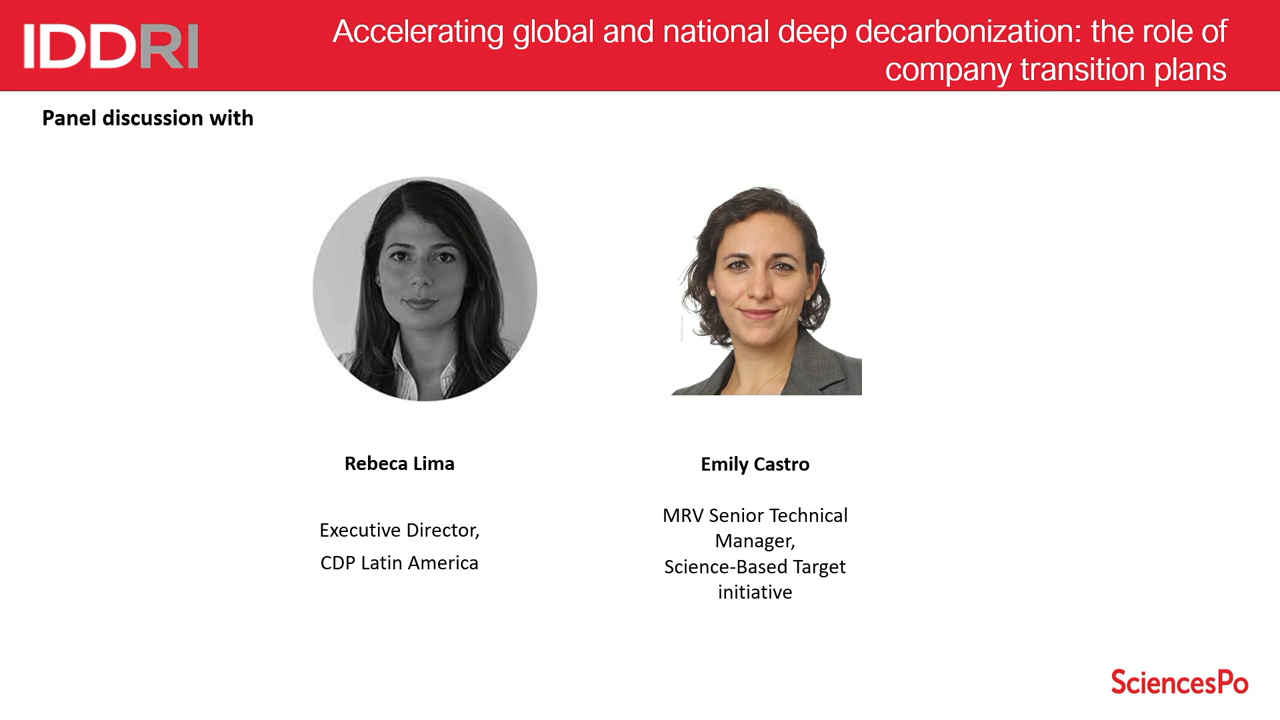 IDDRI
Accelerating global and national deep decarbonization: the role of
company transition plans
Panel discussion with
Rebeca Lima
Executive Director,
CDP Latin America
Emily Castro
MRV Senior Technical
Manager,
Science-Based Target
initiative
SciencesPo